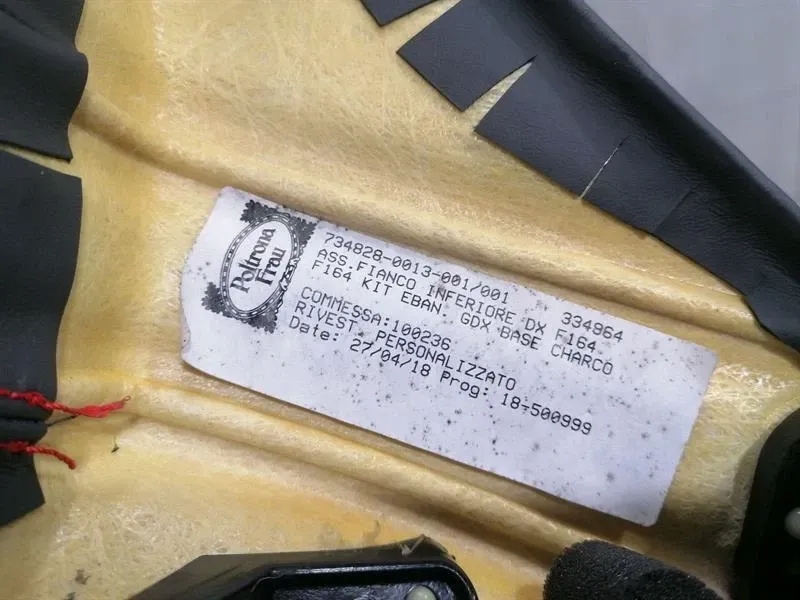 Poltrona
Frau
734828-0013-001/001 334964
ASS.FIANCO INFERIORE DX F164
F164 KIT EBAN. GDX BASE CHARCO
COMMESSA:100236
RIVEST. PERSONALIZZATO
Date: 27/04/18 Prog: 18-500999